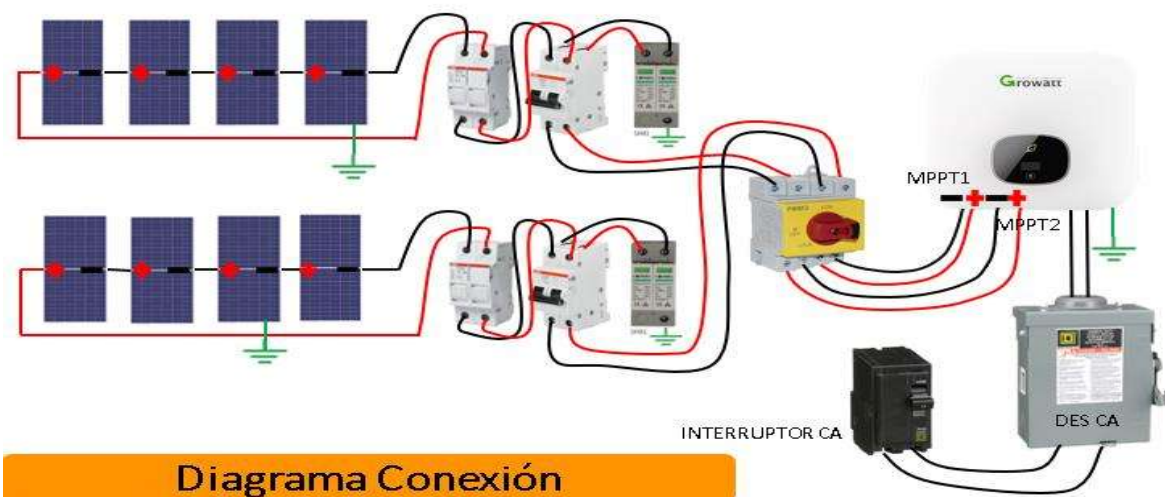 Growatt
MPPT1
MPPT2
INTERRUPTOR CA
DES CA
Diagrama Conexión